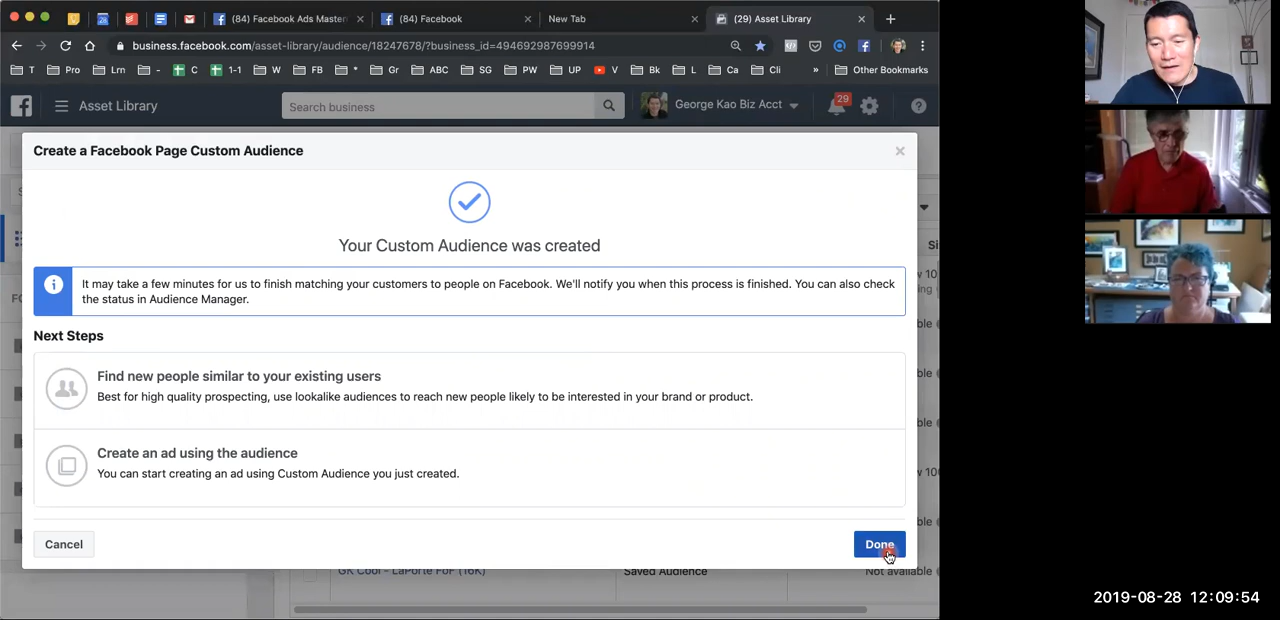 (84) Facebook Ads Master
(84) Facebook
New Tab
(29) Asset Library
business.facebook.com/asset-library/audience/18247678/?business_id=494692987699914
T
Pro
Lrn
-
C
1-1
W
FB
*
Gr
ABC
SG
PW
UP
V
Bk
L
Ca
Cli
»
Other Bookmarks
Asset Library
Search business
George Kao Biz Acct
29
Create a Facebook Page Custom Audience
Your Custom Audience was created
It may take a few minutes for us to finish matching your customers to people on Facebook. We'll notify you when this process is finished. You can also check
the status in Audience Manager.
Next Steps
Find new people similar to your existing users
Best for high quality prospecting, use lookalike audiences to reach new people likely to be interested in your brand or product.
Create an ad using the audience
You can start creating an ad using Custom Audience you just created.
Cancel
Done
GK Cool - LaPorte FoF (16K)
Saved Audience
Not available
2019-08-28 12:09:54